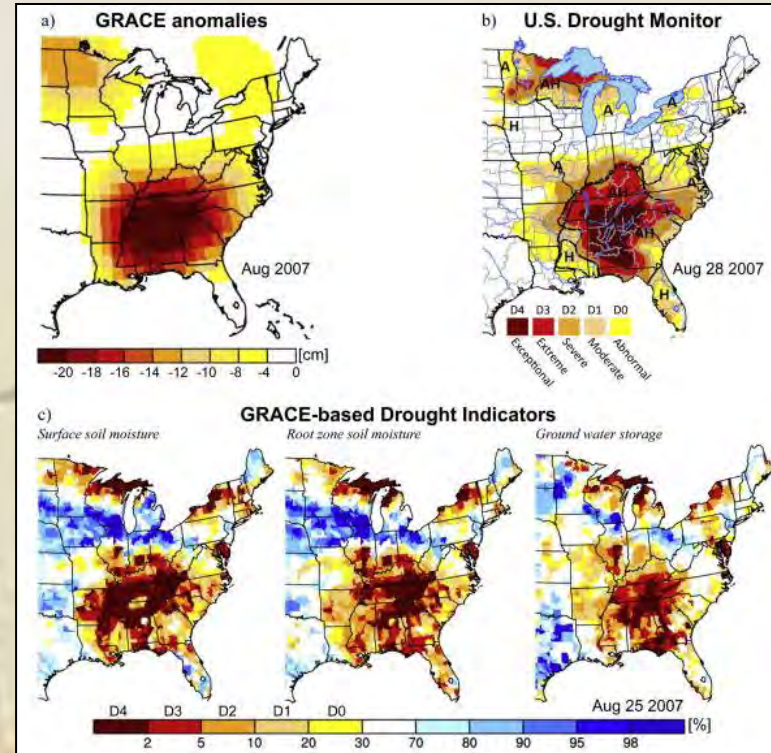 a) GRACE anomalies
Aug 2007
[cm]
-20 -18 -16 -14 -12 -10 -8 -6 -4 0
b) U.S. Drought Monitor
A
AH
A
A
H
A
A
AH
AH
H
H
Aug 28 2007
D4 D3 D2 D1 D0
Exceptional
Extreme
Severe
Moderate
Abnormal
c) GRACE-based Drought Indicators
Surface soil moisture Root zone soil moisture Ground water storage
Aug 25 2007
D4 D3 D2 D1 D0
[%]
2 5 10 20 30 70 80 90 95 98